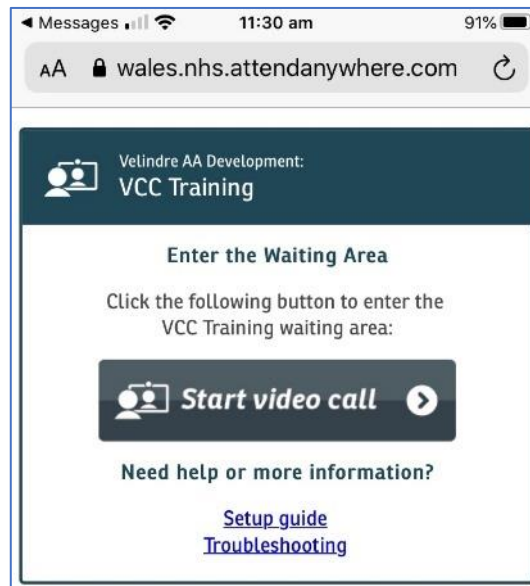 Messages 11:30 am 91%
AA wales.nhs.attendanywhere.com
Velindre AA Development:
VCC Training
Enter the Waiting Area
Click the following button to enter the
VCC Training waiting area:
Start video call
Need help or more information?
Setup guide
Troubleshooting